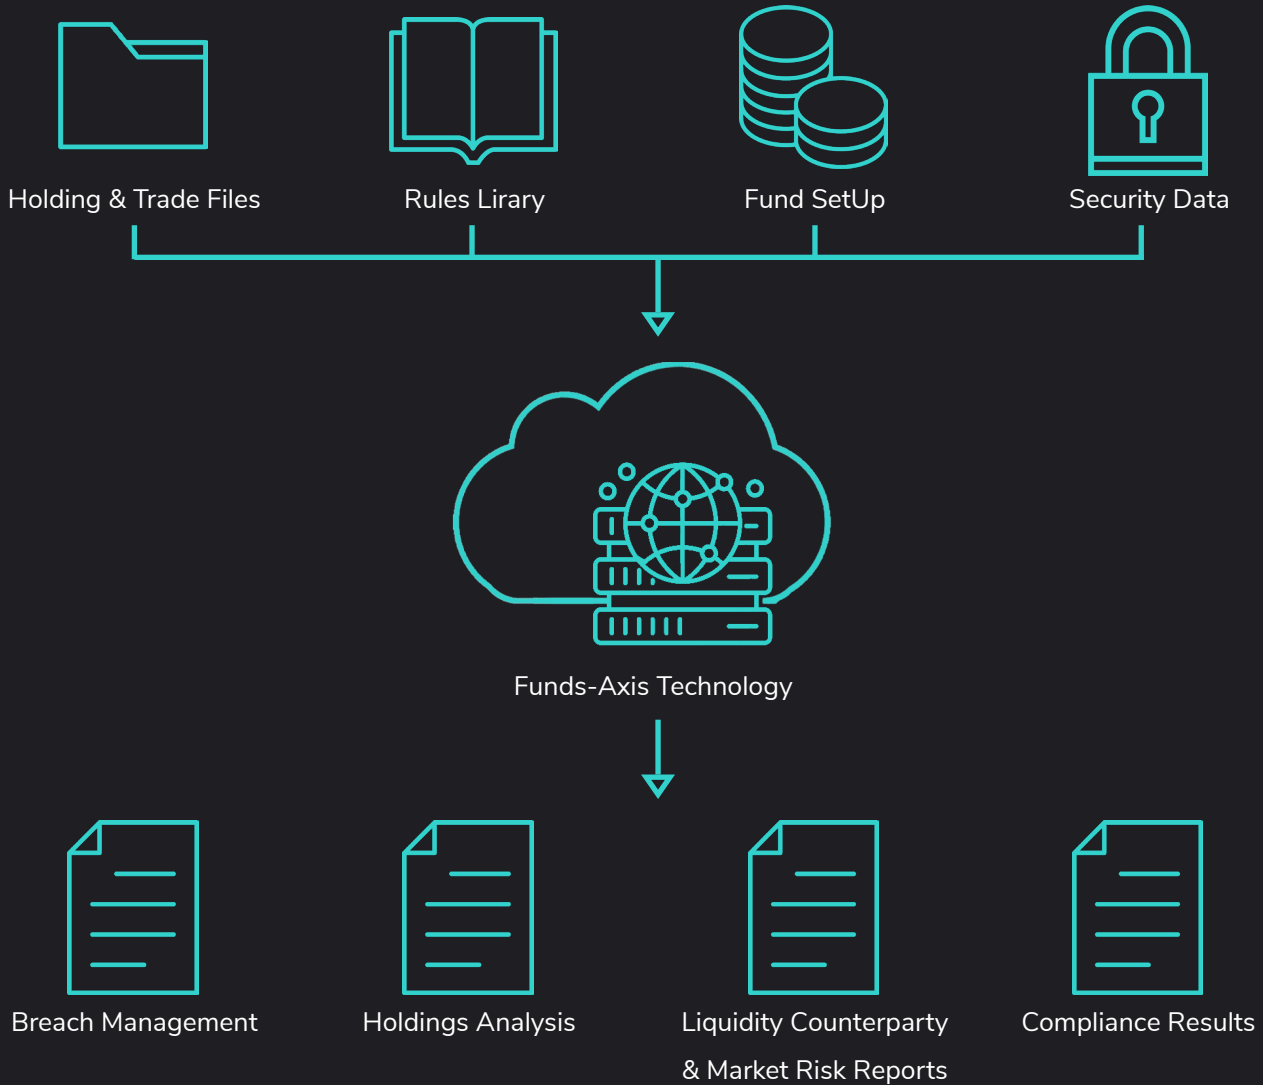 Holding & Trade Files
Rules Lirary
Fund SetUp
Security Data
Funds-Axis Technology
Breach Management
Holdings Analysis
Liquidity Counterparty
& Market Risk Reports
Compliance Results